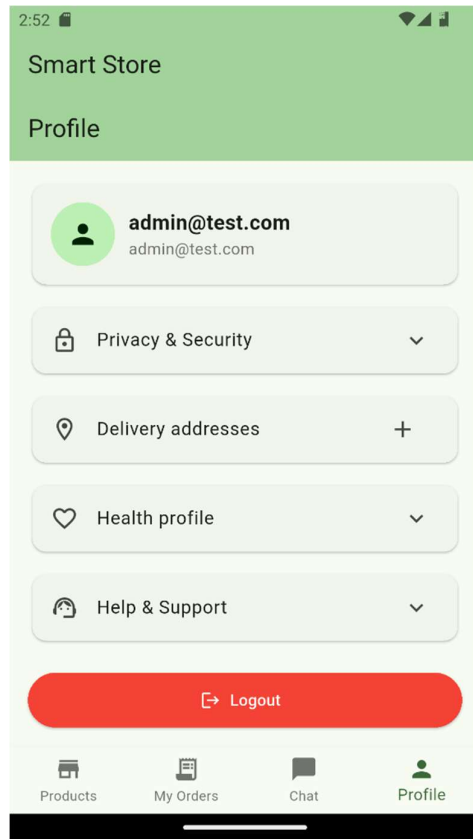 2:52
Smart Store
Profile
admin@test.com
admin@test.com
Privacy & Security
Delivery addresses
Health profile
Help & Support
Logout
Products
My Orders
Chat
Profile